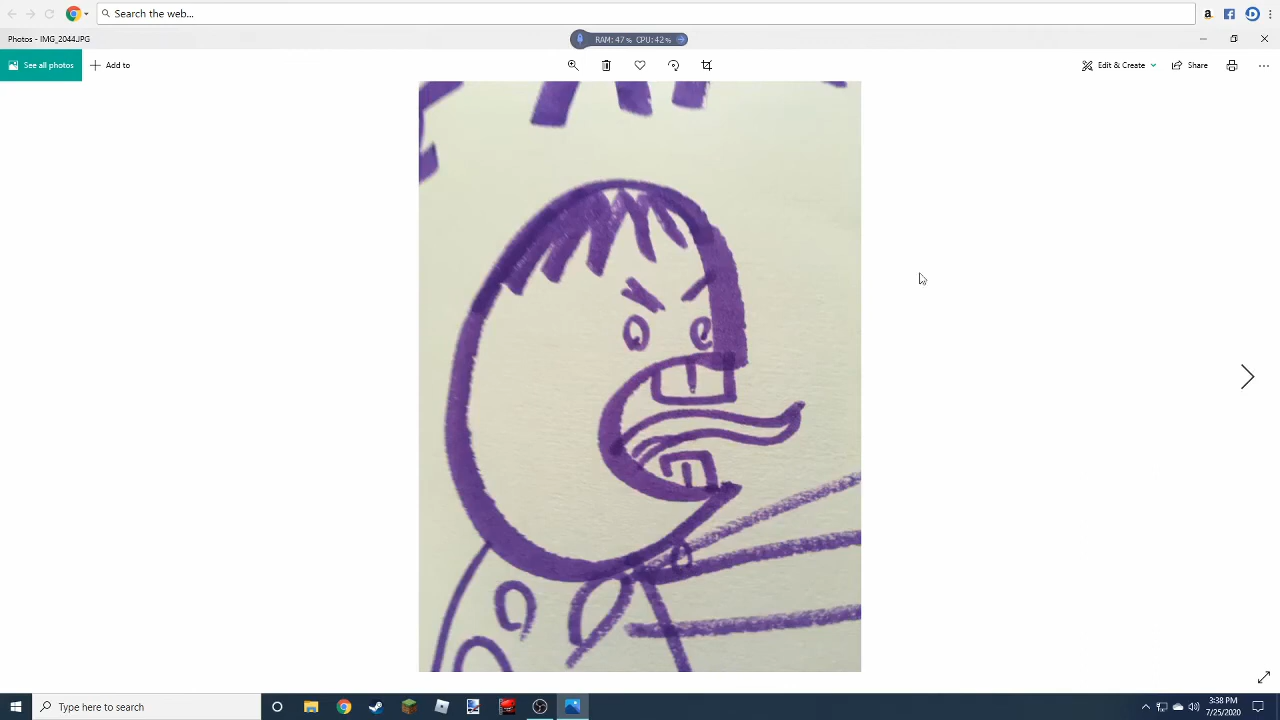 Search the web...
Photos - IMG_2044.JPG
RAM: 47% CPU: 42%
See all photos
Add to
Edit & Create
Share
Type here to search
3:38 PM
7/25/2020